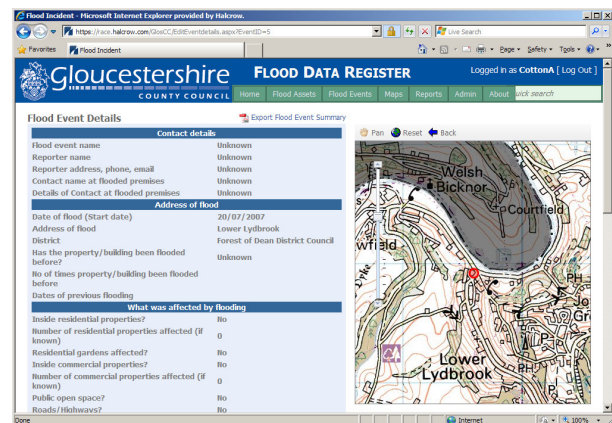 Flood Incident - Microsoft Internet Explorer provided by Halcrow.
https://race.halcrow.com/GlosCC/EditEventdetails.aspx?EventID=5
Live Search
Favorites Flood Incident
Page Safety Tools
Gloucestershire
COUNTY COUNCIL
FLOOD DATA REGISTER
Logged in as CottonA [ Log Out ]
Home Flood Assets Flood Events Maps Reports Admin About uick search
Flood Event Details
Export Flood Event Summary
Contact details
Flood event name Unknown
Reporter name Unknown
Reporter address, phone, email Unknown
Contact name at flooded premises Unknown
Details of Contact at flooded premises Unknown
Address of flood
Date of flood (Start date) 20/07/2007
Address of flood Lower Lydbrook
District Forest of Dean District Council
Has the property/building been flooded
before? Unknown
No of times property/building been flooded
before
Dates of previous flooding
What was affected by flooding
Inside residential properties? No
Number of residential properties affected (if
known) 0
Residential gardens affected? No
Inside commercial properties? No
Number of commercial properties affected (if
known) 0
Public open space? No
Roads/Highways? No
Pan Reset Back
Welsh
Bicknor
Courtfield
wfield
Dyke
PH
Jo
Gr
Lower
Lydbrook
PH
P
Done
Internet
100%